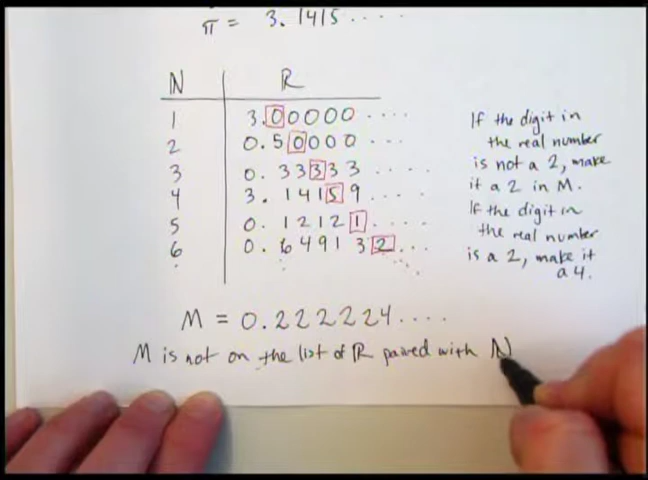 π = 3.1415....
N R
1 3.00000....
2 0.50000...
3 0.33333....
4 3.14159....
5 0.12121....
6 0.649132...
If the digit in
the real number
is not a 2, make
it a 2 in M.
If the digit in
the real number
is a 2, make it
a 4.
M = 0.222224....
M is not on the list of R paired with N